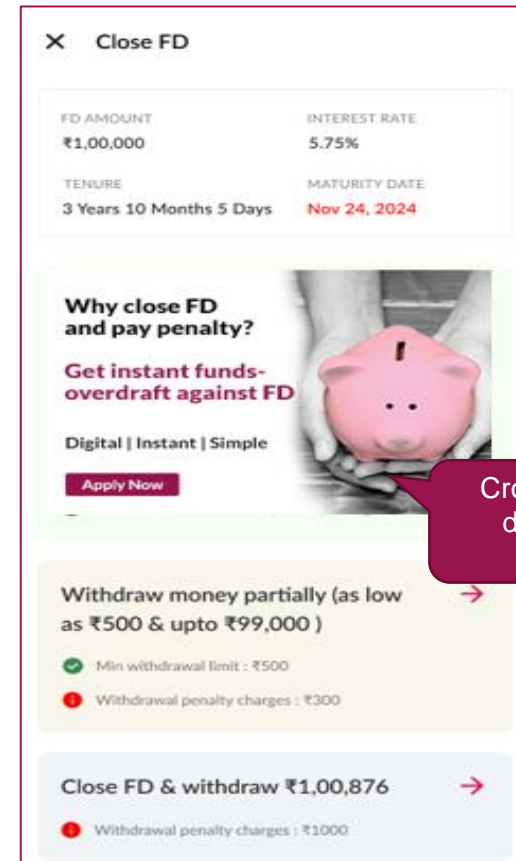 Close FD
FD AMOUNT INTEREST RATE
₹1,00,000 5.75%
TENURE MATURITY DATE
3 Years 10 Months 5 Days Nov 24, 2024
Why close FD
and pay penalty?
Get instant funds-
overdraft against FD
Digital | Instant | Simple
Apply Now
Withdraw money partially (as low
as ₹500 & upto ₹99,000 )
Min withdrawal limit : ₹500
Withdrawal penalty charges : ₹300
Close FD & withdraw ₹1,00,876
Withdrawal penalty charges : ₹1000